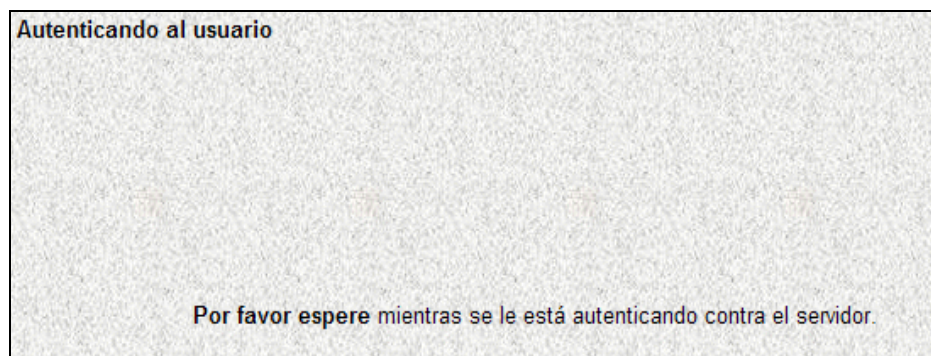 Autenticando al usuario
Por favor espere mientras se le está autenticando contra el servidor.